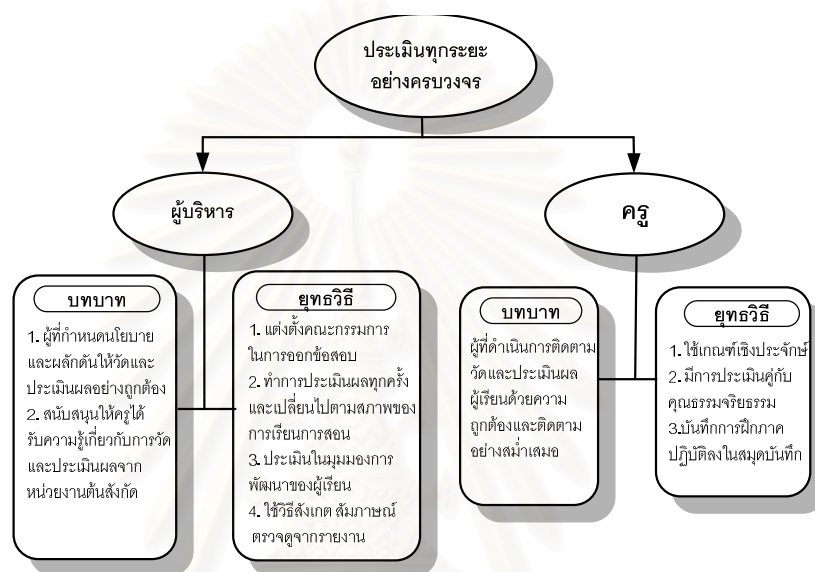 ประเมินทุกระยะ
อย่างครบวงจร
ผู้บริหาร
ครู
บทบาท
1. ผู้ที่กำหนดนโยบาย
และผลักดันให้วัดและ
ประเมินผลอย่างถูกต้อง
2. สนับสนุนให้ครูได้
รับความรู้เกี่ยวกับการวัด
และประเมินผลจาก
หน่วยงานต้นสังกัด
ยุทธวิธี
1. แต่งตั้งคณะกรรมการ
ในการออกข้อสอบ
2. ทำการประเมินผลทุกครั้ง
และเปลี่ยนไปตามสภาพของ
การเรียนการสอน
3. ประเมินในมุมมองการ
พัฒนาของผู้เรียน
4. ใช้วิธีสังเกต สัมภาษณ์
ตรวจดูจากรายงาน
บทบาท
ผู้ที่ดำเนินการติดตาม
วัดและประเมินผล
ผู้เรียนด้วยความ
ถูกต้องและติดตาม
อย่างสม่ำเสมอ
ยุทธวิธี
1.ใช้เกณฑ์เชิงประจักษ์
2.มีการประเมินคู่กับ
คุณธรรมจริยธรรม
3.บันทึกการฝึกภาค
ปฏิบัติลงในสมุดบันทึก